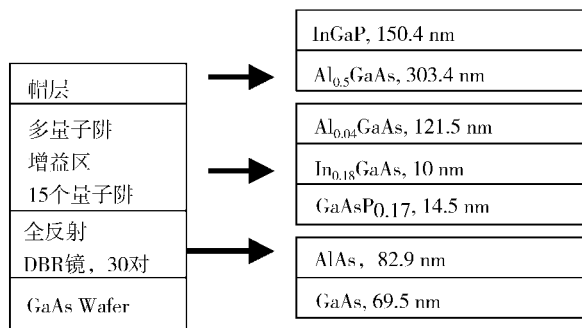 帽层
多量子阱
增益区
15个量子阱
全反射
DBR镜，30对
GaAs Wafer
InGaP, 150.4 nm
Al0.5GaAs, 303.4 nm
Al0.04GaAs, 121.5 nm
In0.18GaAs, 10 nm
GaAsP0.17, 14.5 nm
AlAs，82.9 nm
GaAs, 69.5 nm